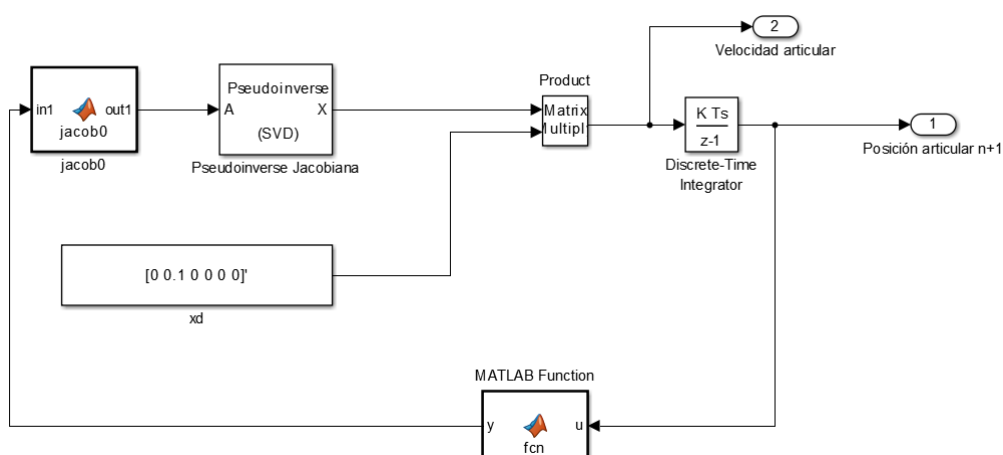 2
Velocidad articular
in1 out1
jacob0
jacob0
Pseudoinverse
A X
(SVD)
Pseudoinverse Jacobiana
Product
Matrix
Multipl
K Ts
z-1
Discrete-Time
Integrator
1
Posición articular n+1
[0 0.1 0 0 0 0]'
xd
MATLAB Function
y u
fcn